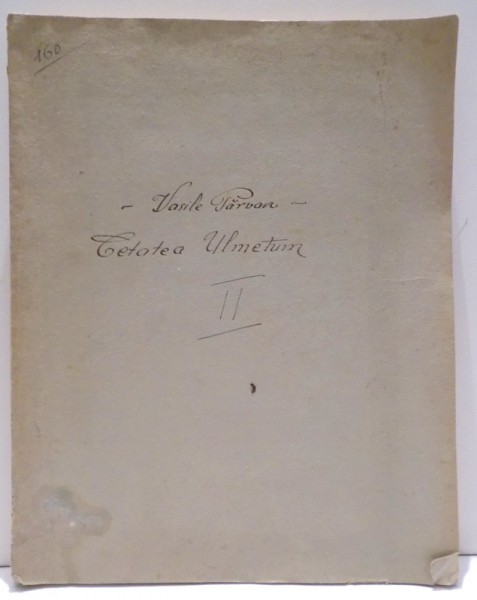 160
- Vasile Pârvan -
Cetatea Ulmetum
II